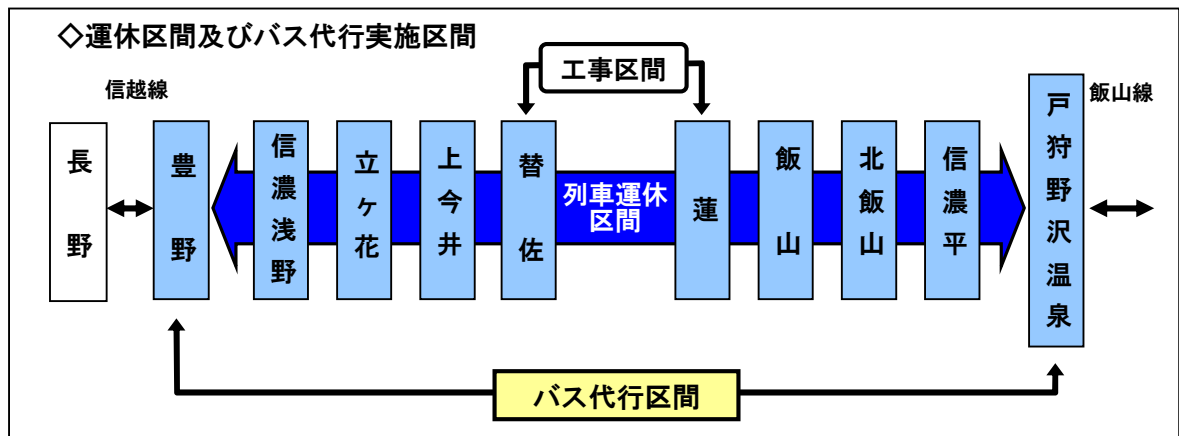 ◇運休区間及びバス代行実施区間
工事区間
信越線
飯山線
長野
豊野
信濃浅野
立ヶ花
上今井
替佐
列車運休
区間
蓮
飯山
北飯山
信濃平
戸狩野沢温泉
バス代行区間